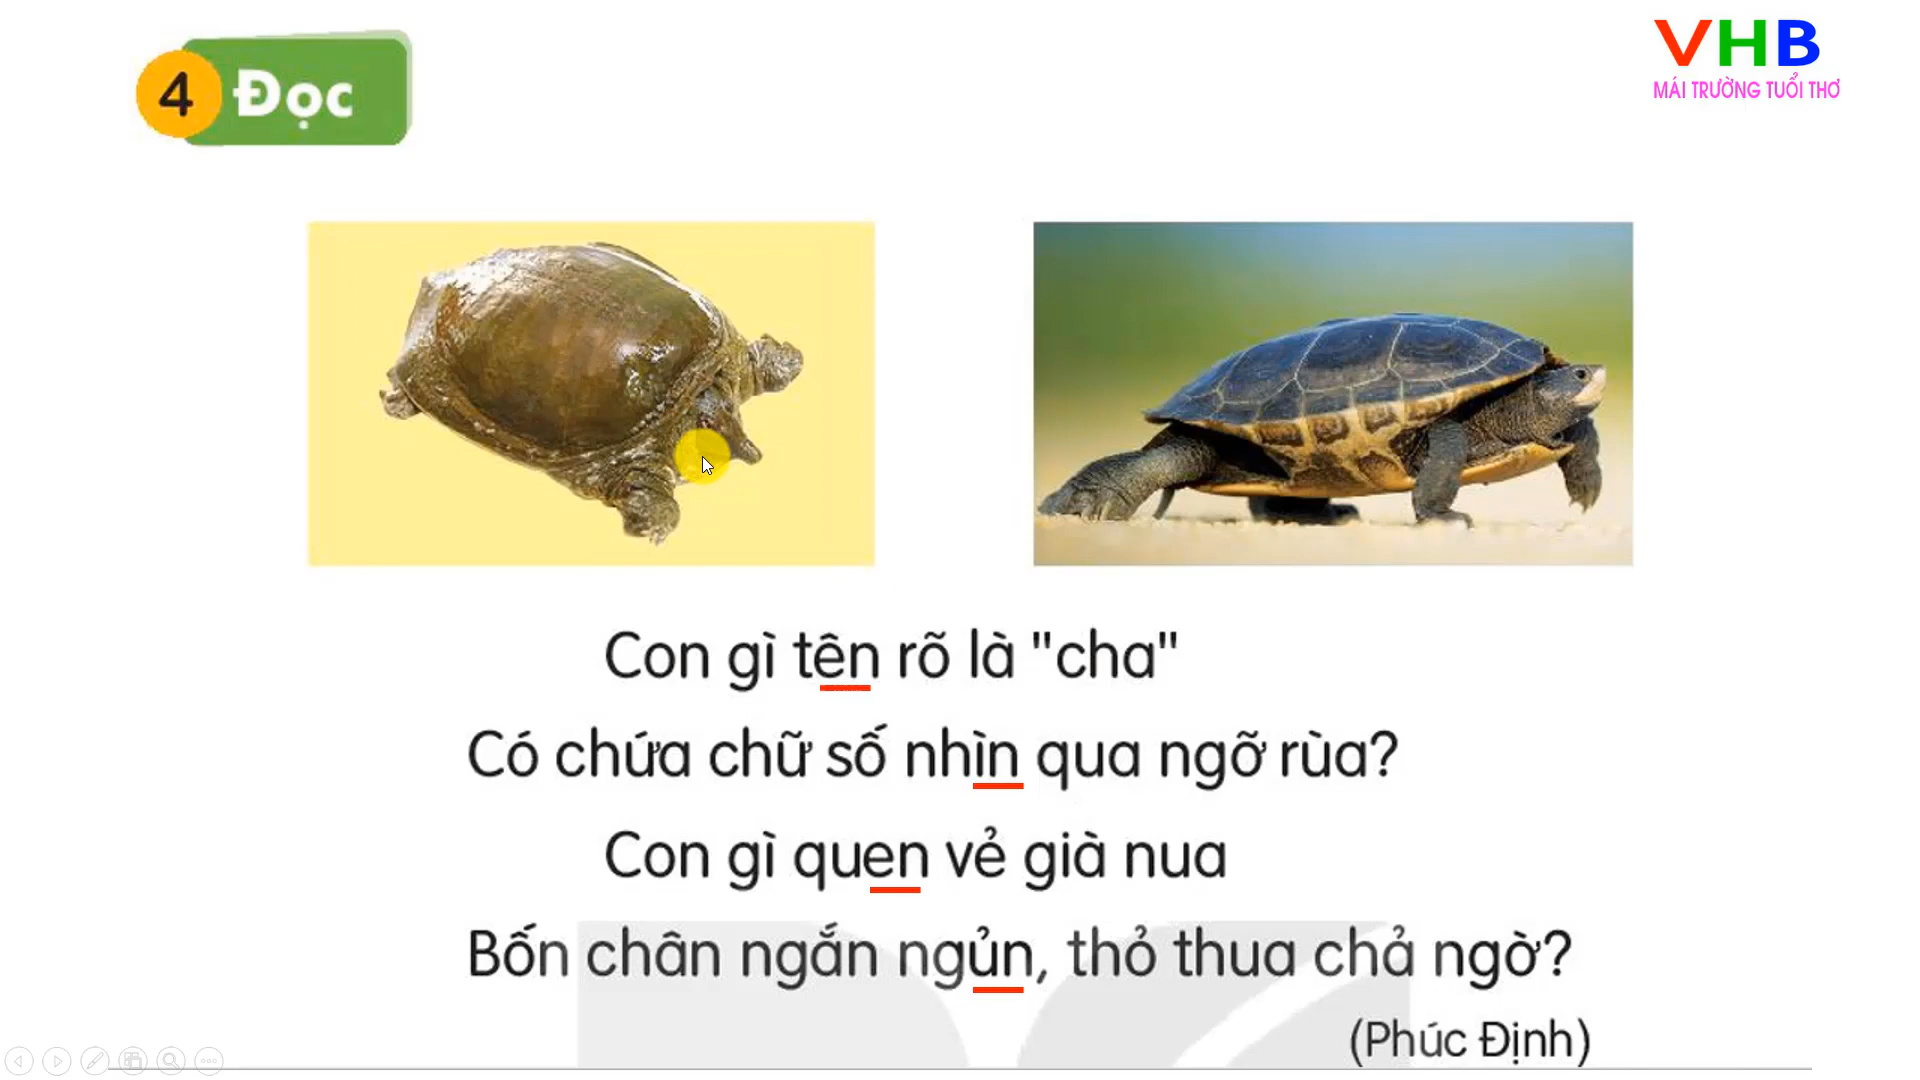 4 Đọc
VHB
MÁI TRƯỜNG TUỔI THƠ
Con gì tên rõ là "cha"
Có chứa chữ số nhìn qua ngỡ rùa?
Con gì quen vẻ già nua
Bốn chân ngắn ngủn, thỏ thua chả ngờ?
(Phúc Định)